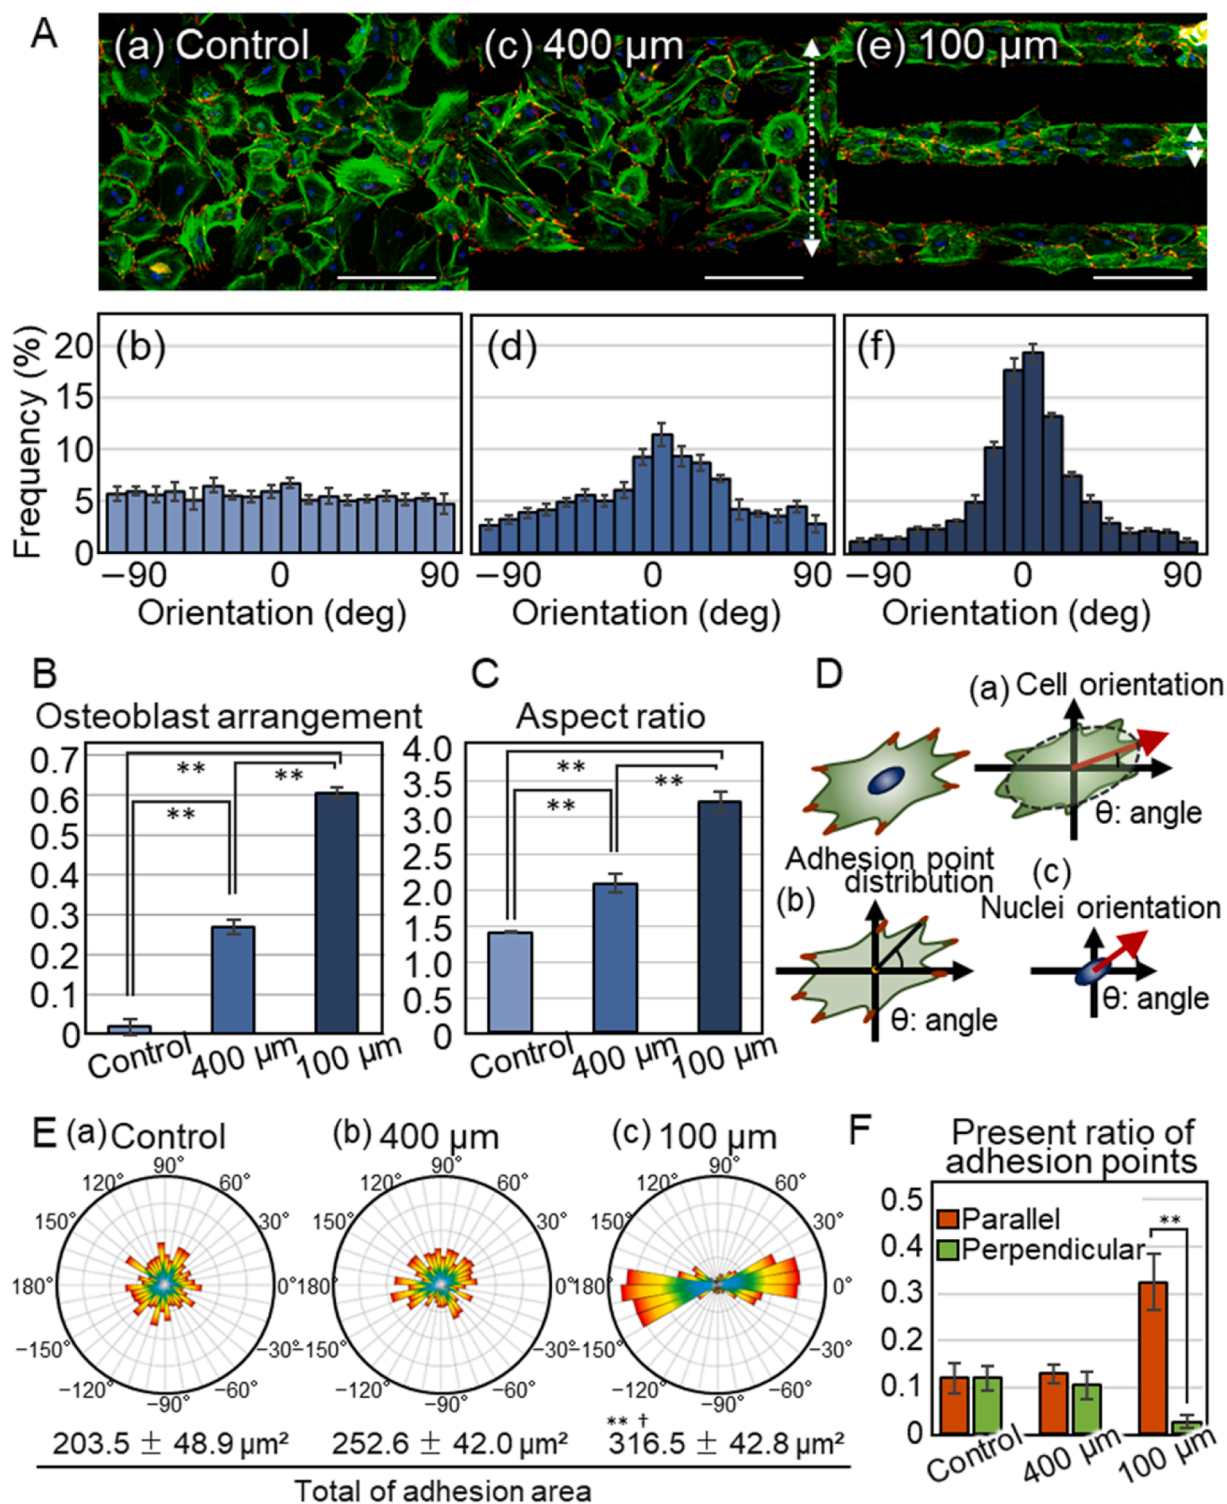 A
(a) Control
(c) 400 µm
(e) 100 µm
Frequency (%)
20
15
10
5
0
(b)
(d)
(f)
−90 0 90
−90 0 90
−90 0 90
Orientation (deg)
Orientation (deg)
Orientation (deg)
B
Osteoblast arrangement
0.7
0.6
0.5
0.4
0.3
0.2
0.1
0
**
**
**
Control
400 µm
100 µm
C
Aspect ratio
4.0
3.5
3.0
2.5
2.0
1.5
1.0
0.5
0
**
**
**
Control
400 µm
100 µm
D
(a) Cell orientation
θ: angle
Adhesion point
distribution
(b)
θ: angle
(c)
Nuclei orientation
θ: angle
E
(a) Control
90°
120° 60°
150° 30°
180° 0°
−150° −30°
−120° −60°
−90°
203.5 ± 48.9 µm²
(b) 400 µm
90°
120° 60°
150° 30°
180° 0°
−150° −30°
−120° −60°
−90°
252.6 ± 42.0 µm²
(c) 100 µm
90°
120° 60°
150° 30°
180° 0°
−150° −30°
−120° −60°
−90°
** †
316.5 ± 42.8 µm²
Total of adhesion area
F
Present ratio of
adhesion points
0.5
0.4
0.3
0.2
0.1
0
Parallel
Perpendicular
**
Control
400 µm
100 µm